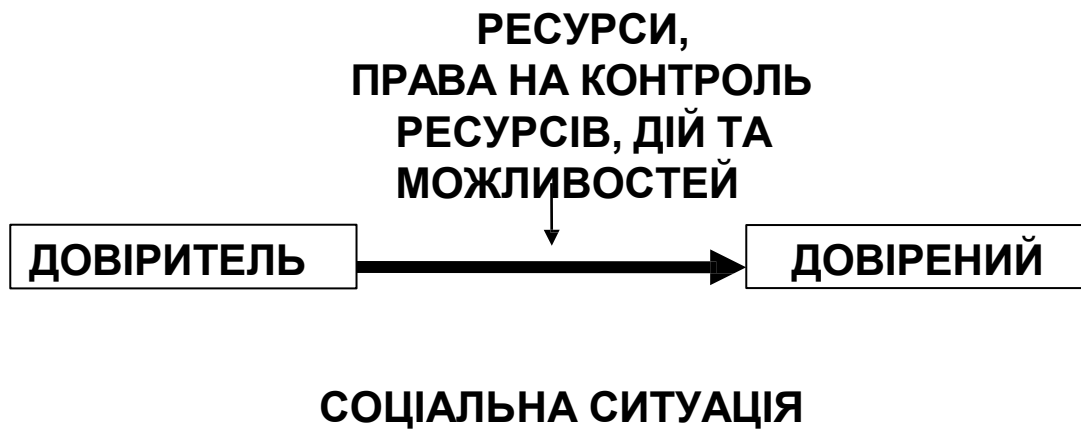 РЕСУРСИ,
ПРАВА НА КОНТРОЛЬ
РЕСУРСІВ, ДІЙ ТА
МОЖЛИВОСТЕЙ
ДОВІРИТЕЛЬ
ДОВІРЕНИЙ
СОЦІАЛЬНА СИТУАЦІЯ